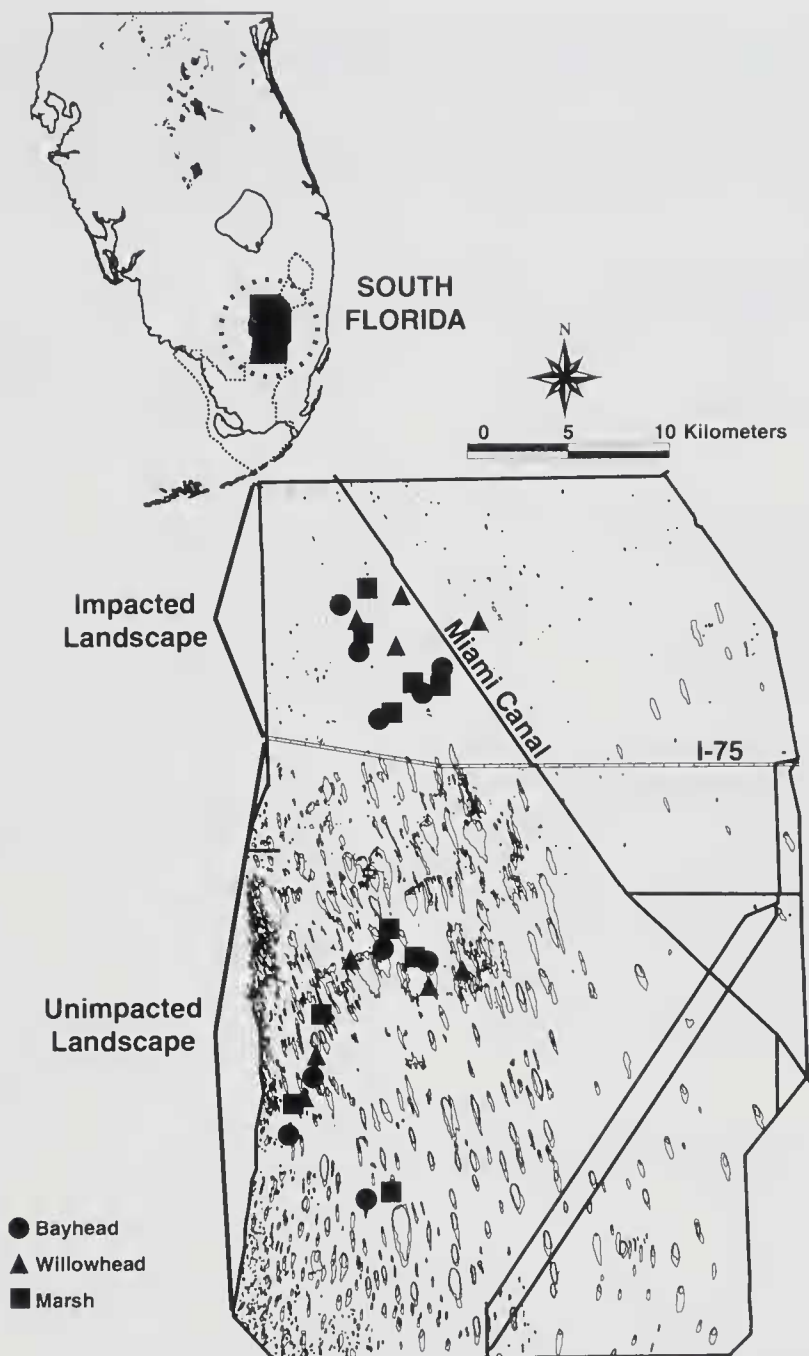 SOUTH
FLORIDA
N
0 5 10 Kilometers
Impacted
Landscape
Miami Canal
I-75
Unimpacted
Landscape
Bayhead
Willowhead
Marsh